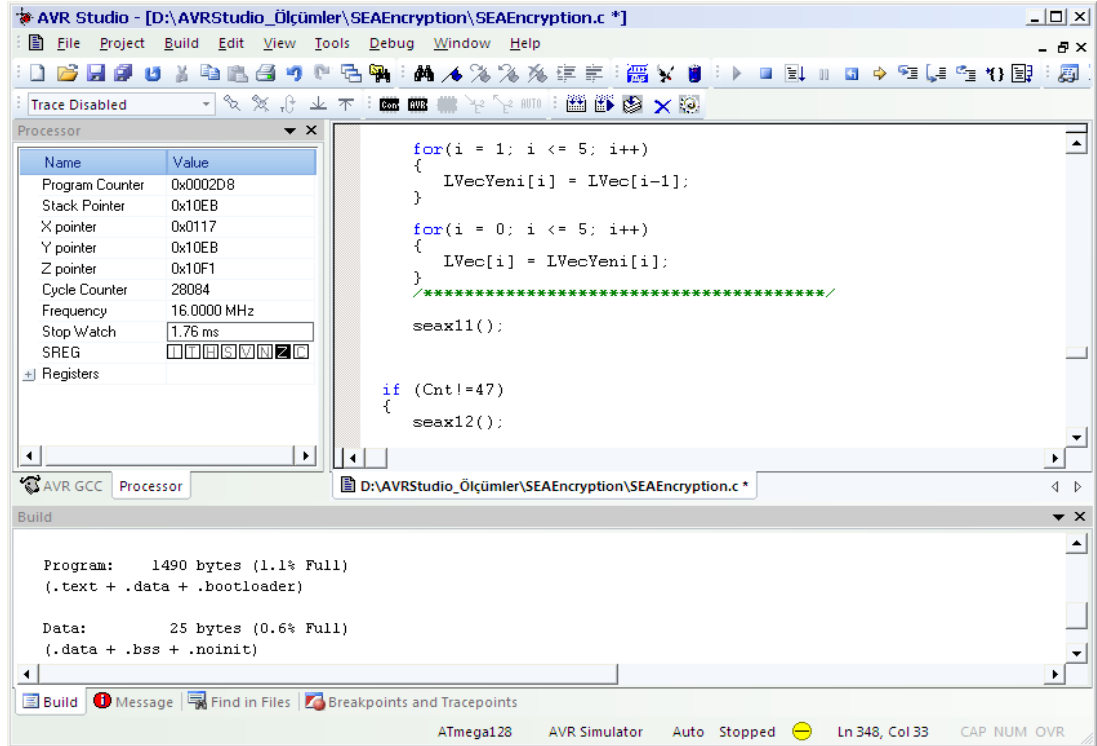 AVR Studio - [D:\AVRStudio_Ölçümler\SEAEncryption\SEAEncryption.c *]
File Project Build Edit View Tools Debug Window Help
Trace Disabled
Con AVR AUTO
Processor
Name Value
Program Counter 0x0002D8
Stack Pointer 0x10EB
X pointer 0x0117
Y pointer 0x10EB
Z pointer 0x10F1
Cycle Counter 28084
Frequency 16.0000 MHz
Stop Watch 1.76 ms
SREG I T H S V N Z C
Registers
AVR GCC Processor
for(i = 1; i <= 5; i++)
{
LVecYeni[i] = LVec[i-1];
}
for(i = 0; i <= 5; i++)
{
LVec[i] = LVecYeni[i];
}
/***************************************/
seax11();
if (Cnt!=47)
{
seax12();
D:\AVRStudio_Ölçümler\SEAEncryption\SEAEncryption.c *
Build
Program: 1490 bytes (1.1% Full)
(.text + .data + .bootloader)
Data: 25 bytes (0.6% Full)
(.data + .bss + .noinit)
Build Message Find in Files Breakpoints and Tracepoints
ATmega128 AVR Simulator Auto Stopped Ln 348, Col 33 CAP NUM OVR